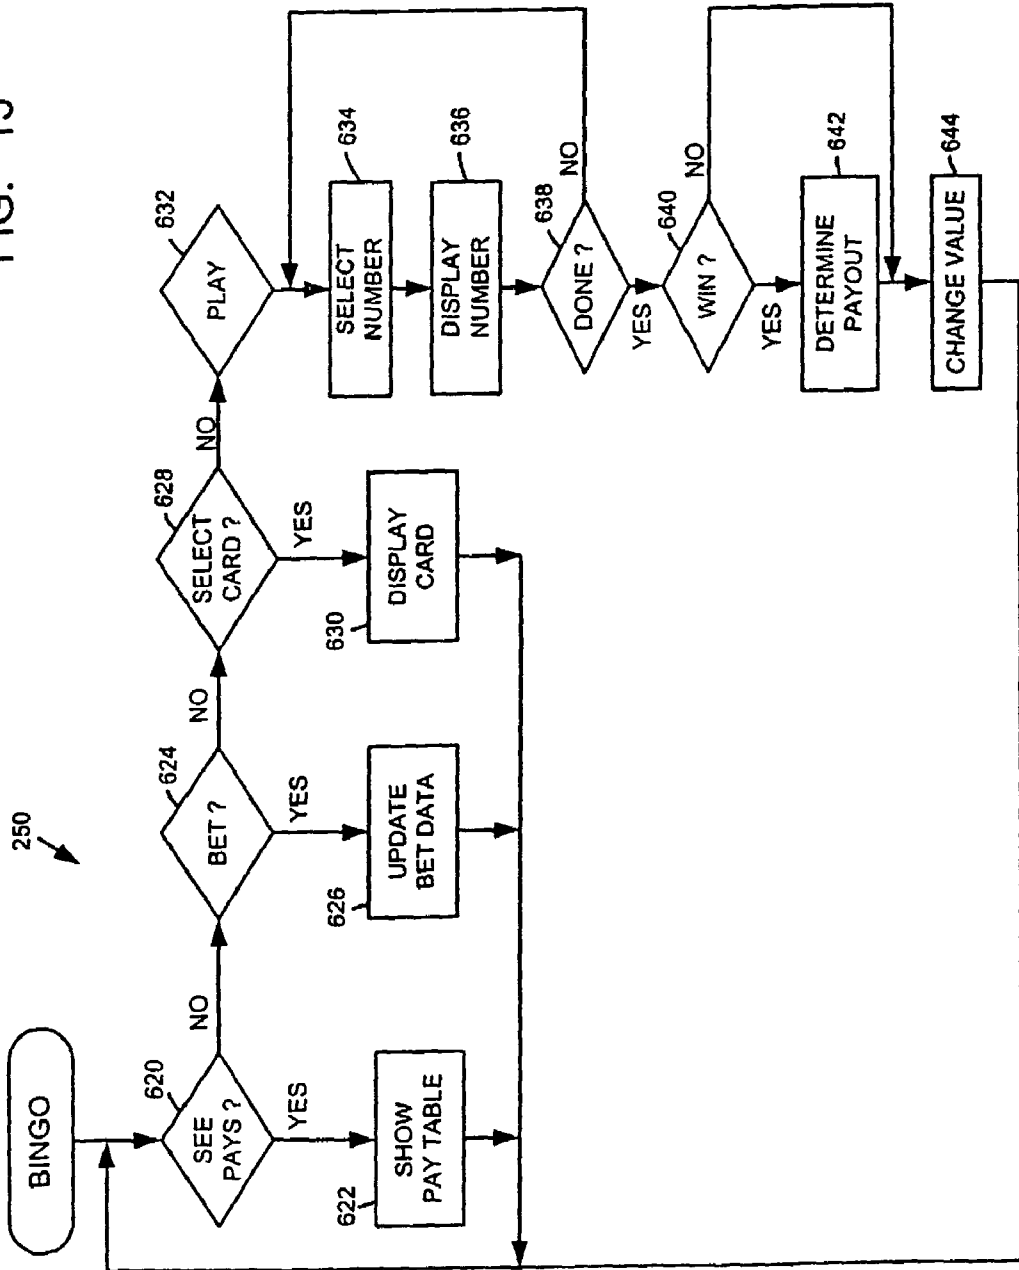 FIG. 15
250
BINGO
SEE
PAYS ?
620
NO
YES
SHOW
PAY TABLE
622
BET ?
624
NO
YES
UPDATE
BET DATA
626
SELECT
CARD ?
628
NO
YES
DISPLAY
CARD
630
PLAY
632
SELECT
NUMBER
634
DISPLAY
NUMBER
636
DONE ?
638
NO
YES
WIN ?
640
NO
YES
DETERMINE
PAYOUT
642
CHANGE VALUE
644